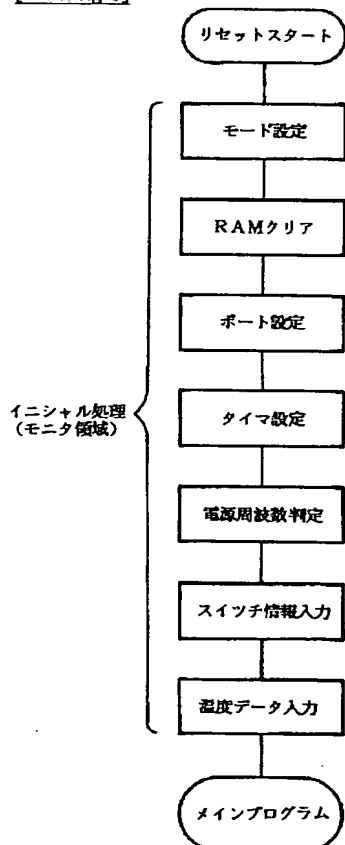 リセットスタート
モード設定
RAMクリア
ポート設定
イニシャル処理
(モニタ領域)
タイマ設定
電源周波数判定
スイッチ情報入力
温度データ入力
メインプログラム